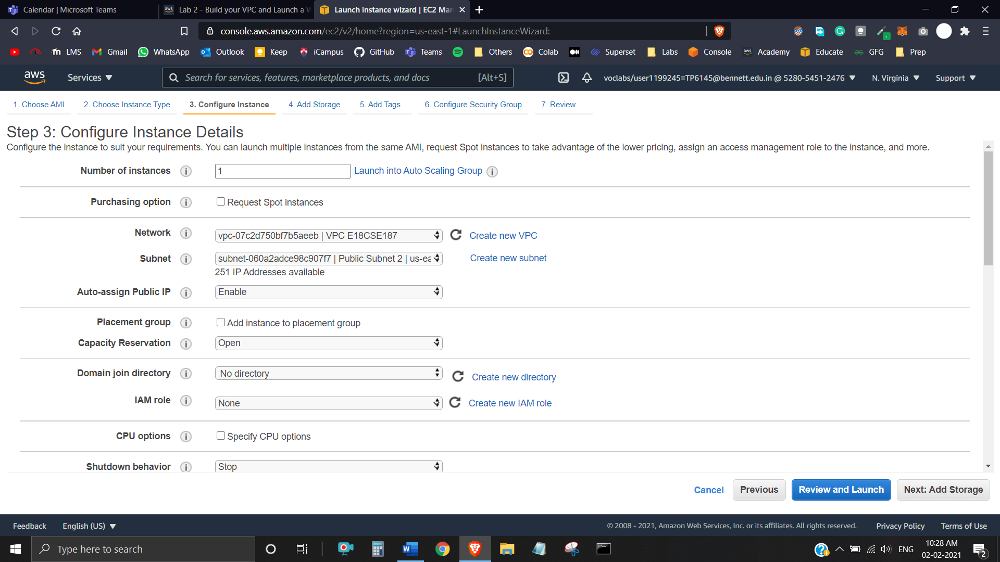 Calendar | Microsoft Teams
aws Lab 2 - Build your VPC and Launch a W
Launch instance wizard | EC2 Man
console.aws.amazon.com/ec2/v2/home?region=us-east-1#LaunchInstanceWizard:
LMS Gmail WhatsApp Outlook Keep iCampus GitHub Teams Others Colab Superset Labs Console aws Academy Educate GFG Prep
aws Services Search for services, features, marketplace products, and docs [Alt+S] voclabs/user1199245=TP6145@bennett.edu.in @ 5280-5451-2476 N. Virginia Support
1. Choose AMI 2. Choose Instance Type 3. Configure Instance 4. Add Storage 5. Add Tags 6. Configure Security Group 7. Review
Step 3: Configure Instance Details
Configure the instance to suit your requirements. You can launch multiple instances from the same AMI, request Spot instances to take advantage of the lower pricing, assign an access management role to the instance, and more.
Number of instances i 1 Launch into Auto Scaling Group i
Purchasing option i Request Spot instances
Network i vpc-07c2d750bf7b5aeeb | VPC E18CSE187 Create new VPC
Subnet i subnet-060a2adce98c907f7 | Public Subnet 2 | us-ea Create new subnet
251 IP Addresses available
Auto-assign Public IP i Enable
Placement group i Add instance to placement group
Capacity Reservation i Open
Domain join directory i No directory Create new directory
IAM role i None Create new IAM role
CPU options i Specify CPU options
Shutdown behavior i Stop
Cancel Previous Review and Launch Next: Add Storage
Feedback English (US) © 2008 - 2021, Amazon Web Services, Inc. or its affiliates. All rights reserved. Privacy Policy Terms of Use
Type here to search ENG 10:28 AM
02-02-2021 2